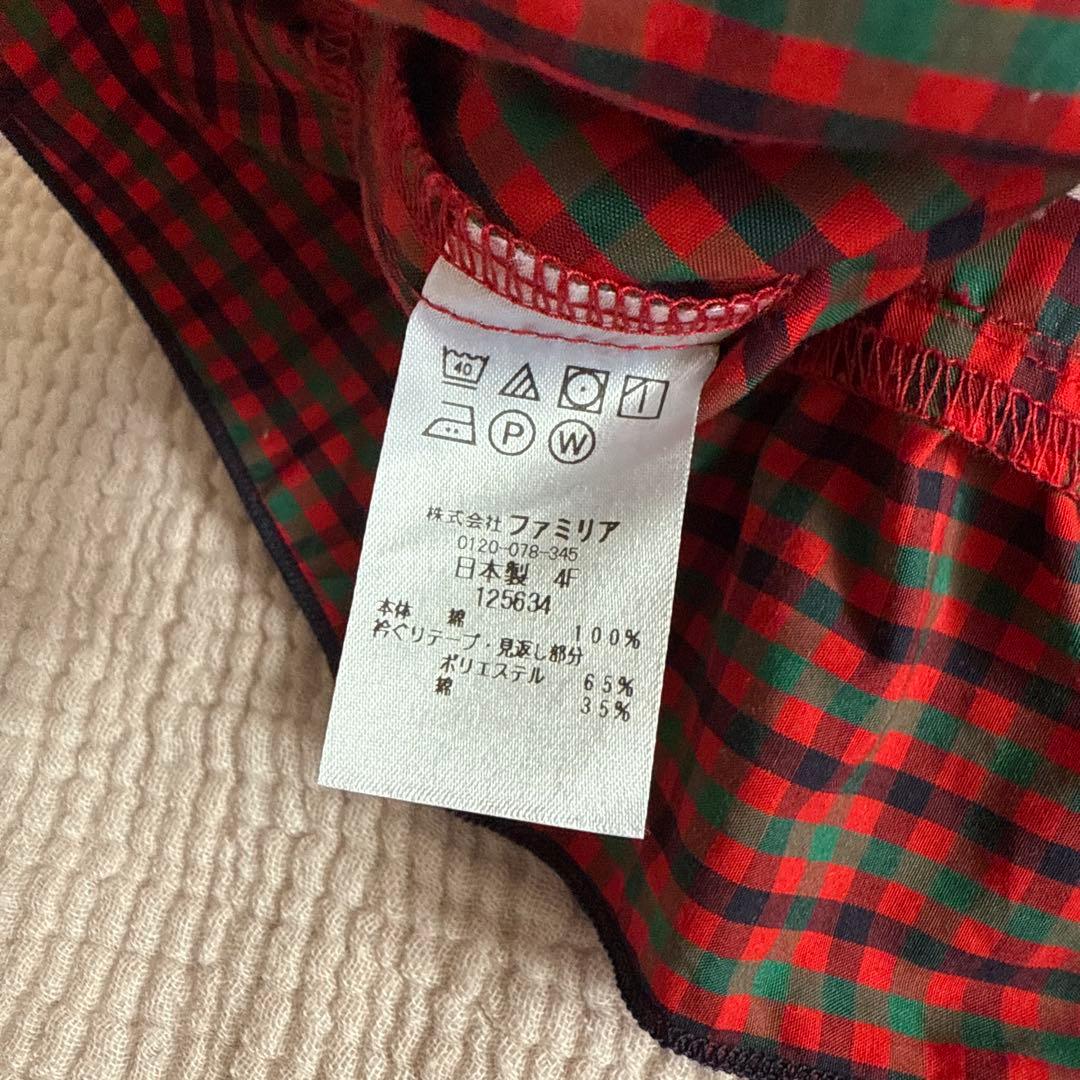 40
P W
株式会社 ファミリア
0120-078-345
日本製 4F
125634
本体 綿 100%
衿ぐりテープ・見返し部分
ポリエステル 65%
綿 35%